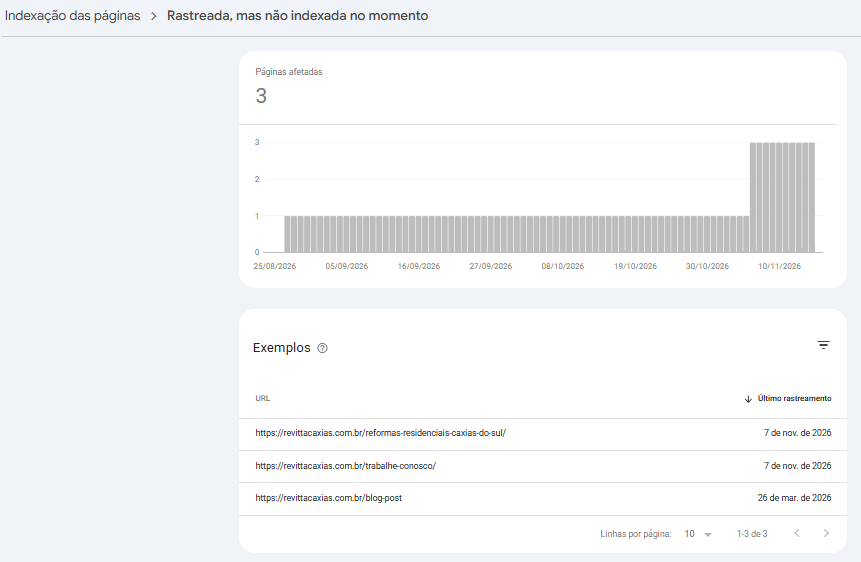 Indexação das páginas > Rastreada, mas não indexada no momento
Páginas afetadas
3
3
2
1
0
25/08/2026 05/09/2026 16/09/2026 27/09/2026 08/10/2026 19/10/2026 30/10/2026 10/11/2026
Exemplos
URL Último rastreamento
https://revittacaxias.com.br/reformas-residenciais-caxias-do-sul/ 7 de nov. de 2026
https://revittacaxias.com.br/trabalhe-conosco/ 7 de nov. de 2026
https://revittacaxias.com.br/blog-post 26 de mar. de 2026
Linhas por página: 10 1-3 de 3